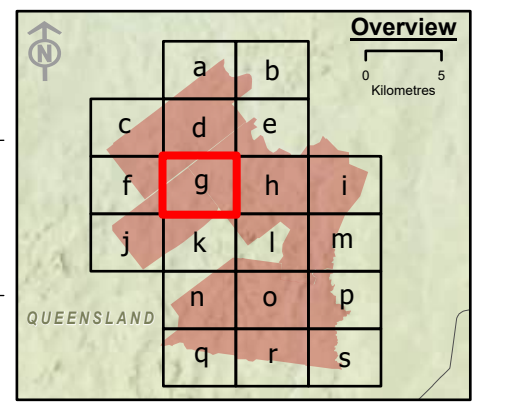 Overview
N
0 5
Kilometres
a b
c d e
f g h i
j k l m
n o p
QUEENSLAND
q r s